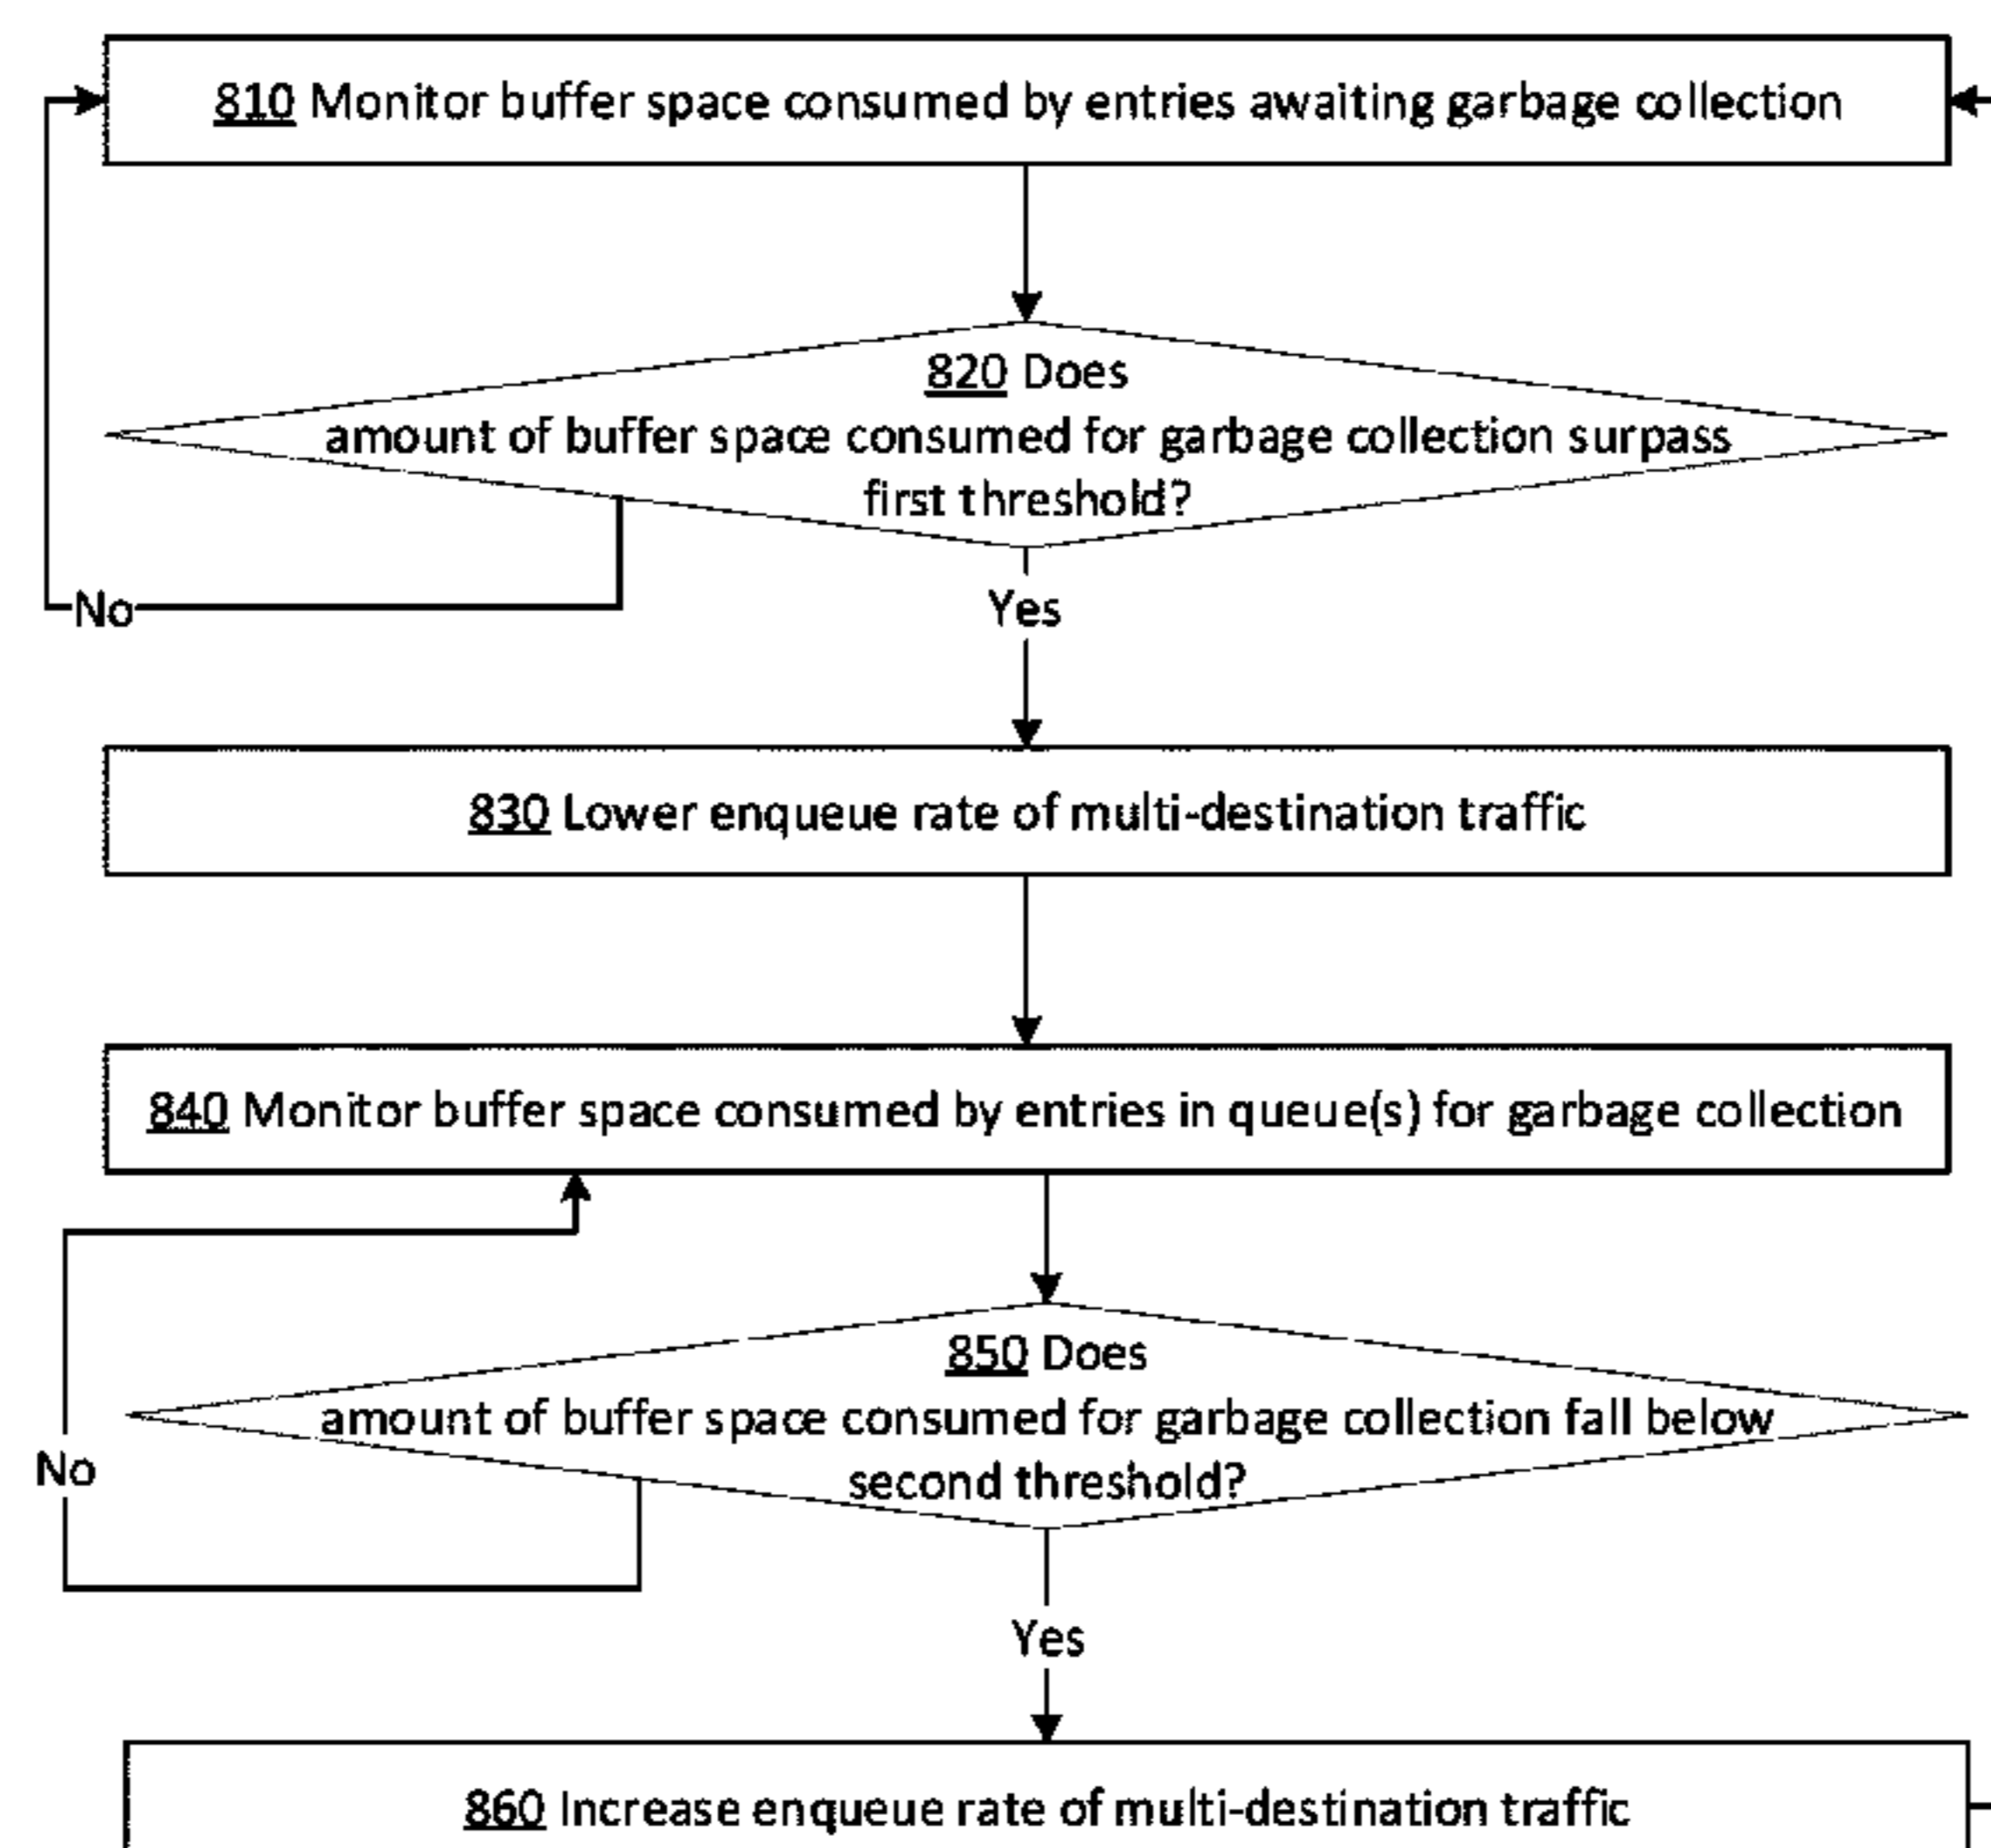 810 Monitor buffer space consumed by entries awaiting garbage collection
820 Does
amount of buffer space consumed for garbage collection surpass
first threshold?
No
Yes
830 Lower enqueue rate of multi-destination traffic
840 Monitor buffer space consumed by entries in queue(s) for garbage collection
850 Does
amount of buffer space consumed for garbage collection fall below
second threshold?
No
Yes
860 Increase enqueue rate of multi-destination traffic